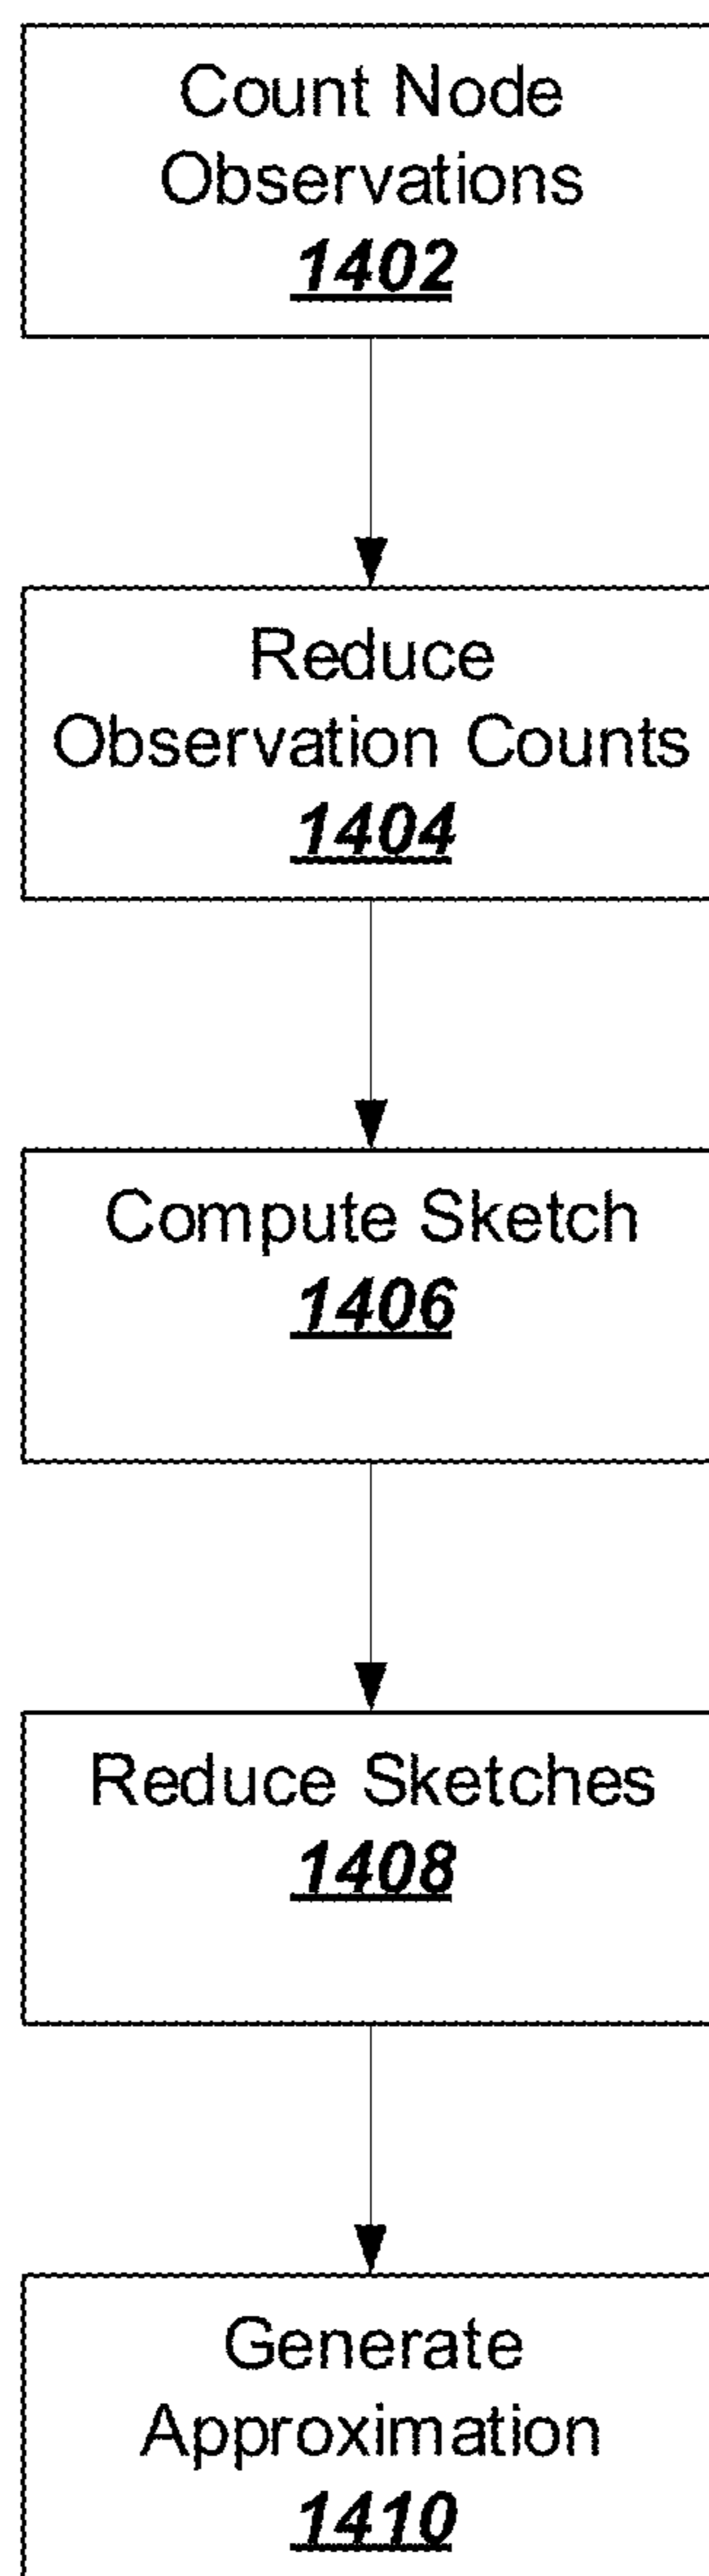 Count Node
Observations
1402
Reduce
Observation Counts
1404
Compute Sketch
1406
Reduce Sketches
1408
Generate
Approximation
1410